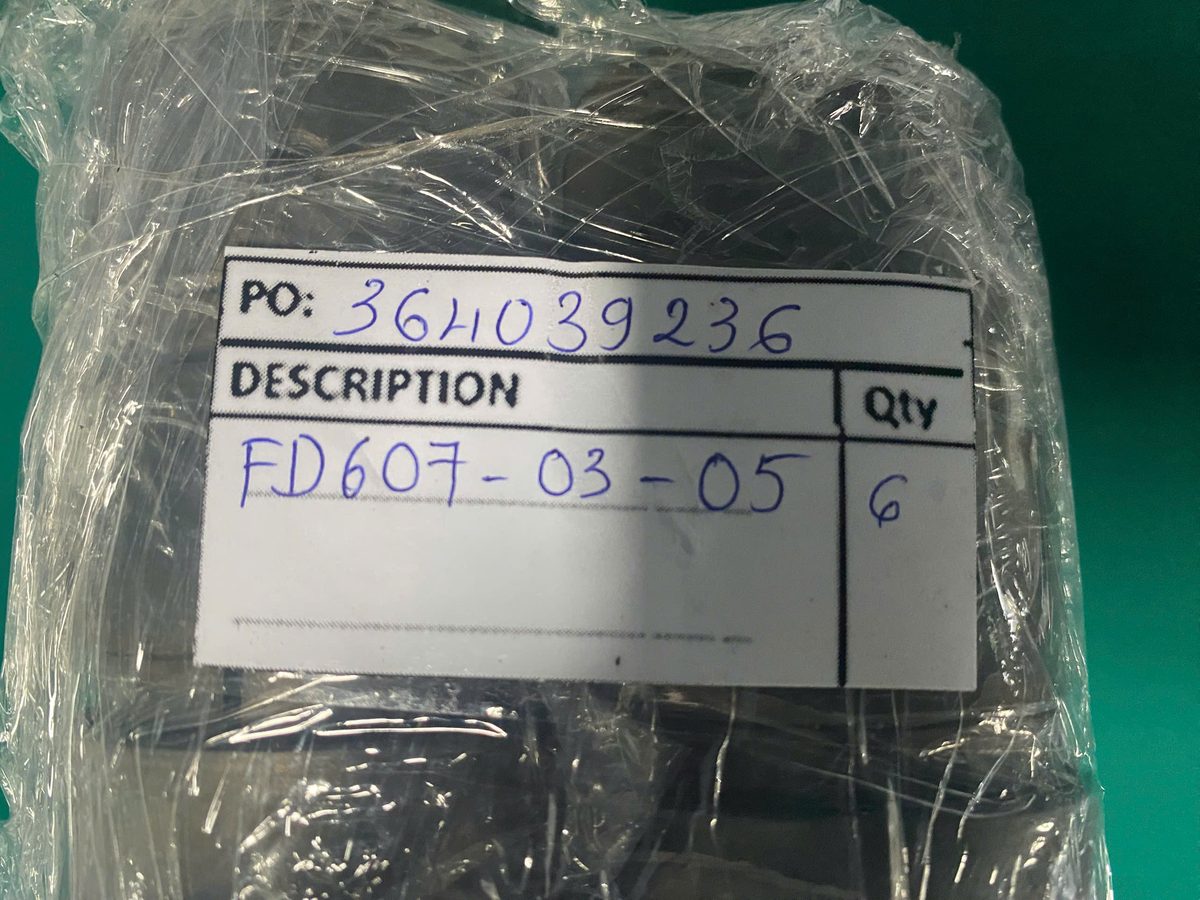 PO: 364039236
DESCRIPTION Qty
FD607-03-05 6